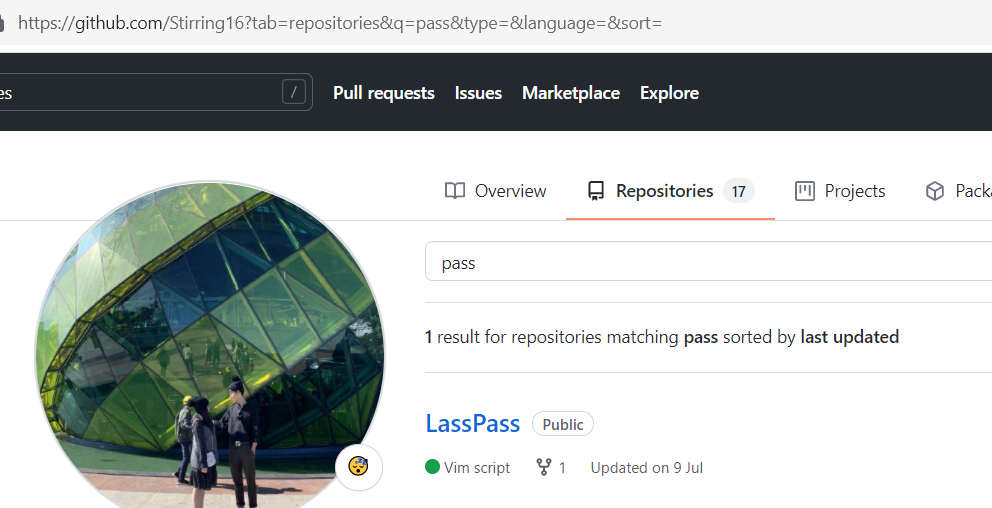 https://github.com/Stirring16?tab=repositories&q=pass&type=&language=&sort=
es / Pull requests Issues Marketplace Explore
Overview Repositories 17 Projects Packa
pass
1 result for repositories matching pass sorted by last updated
LassPass Public
Vim script 1 Updated on 9 Jul